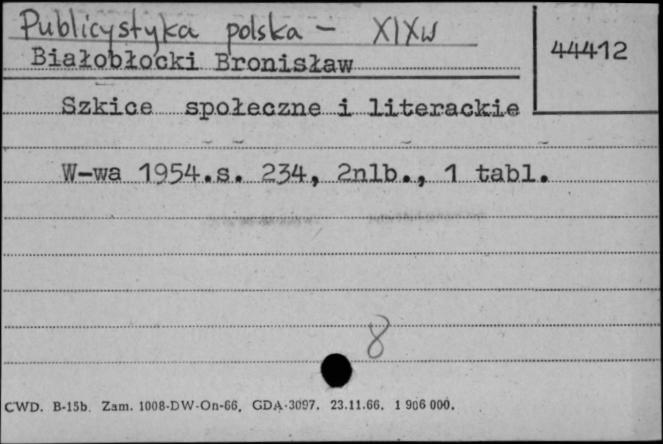 Publicystyka polska - XIXw
44412
Białobłocki Bronisław
Szkice społeczne i literackie
W-wa 1954.s. 234, 2nlb., 1 tabl.
8
CWD. B-15b. Zam. 1008-DW-On-66. GDA-3097. 23.11.66. 1 906 000.